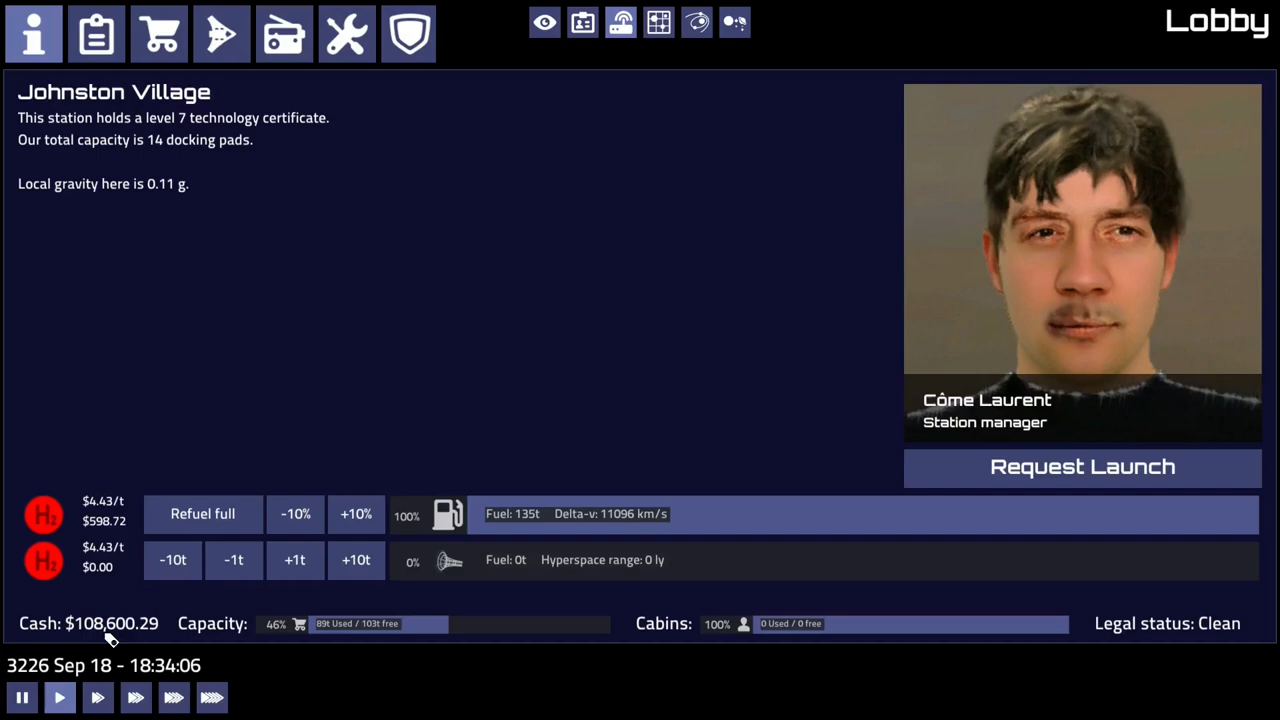 Lobby
Johnston Village
This station holds a level 7 technology certificate.
Our total capacity is 14 docking pads.
Local gravity here is 0.11 g.
Côme Laurent
Station manager
Request Launch
H₂ $4.43/t
$598.72
Refuel full -10% +10% 100% Fuel: 135t Delta-v: 11096 km/s
H₂ $4.43/t
$0.00
-10t -1t +1t +10t 0% Fuel: 0t Hyperspace range: 0 ly
Cash: $108,600.29 Capacity: 46% 89t Used / 103t free Cabins: 100% 0 Used / 0 free Legal status: Clean
3226 Sep 18 - 18:34:06